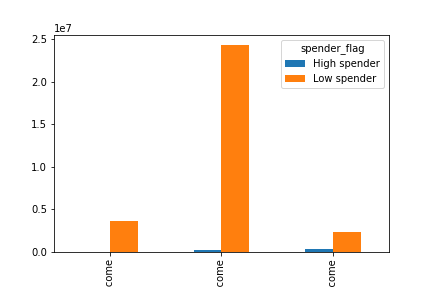 1e7
2.5
2.0
1.5
1.0
0.5
0.0
spender_flag
High spender
Low spender
come
come
come